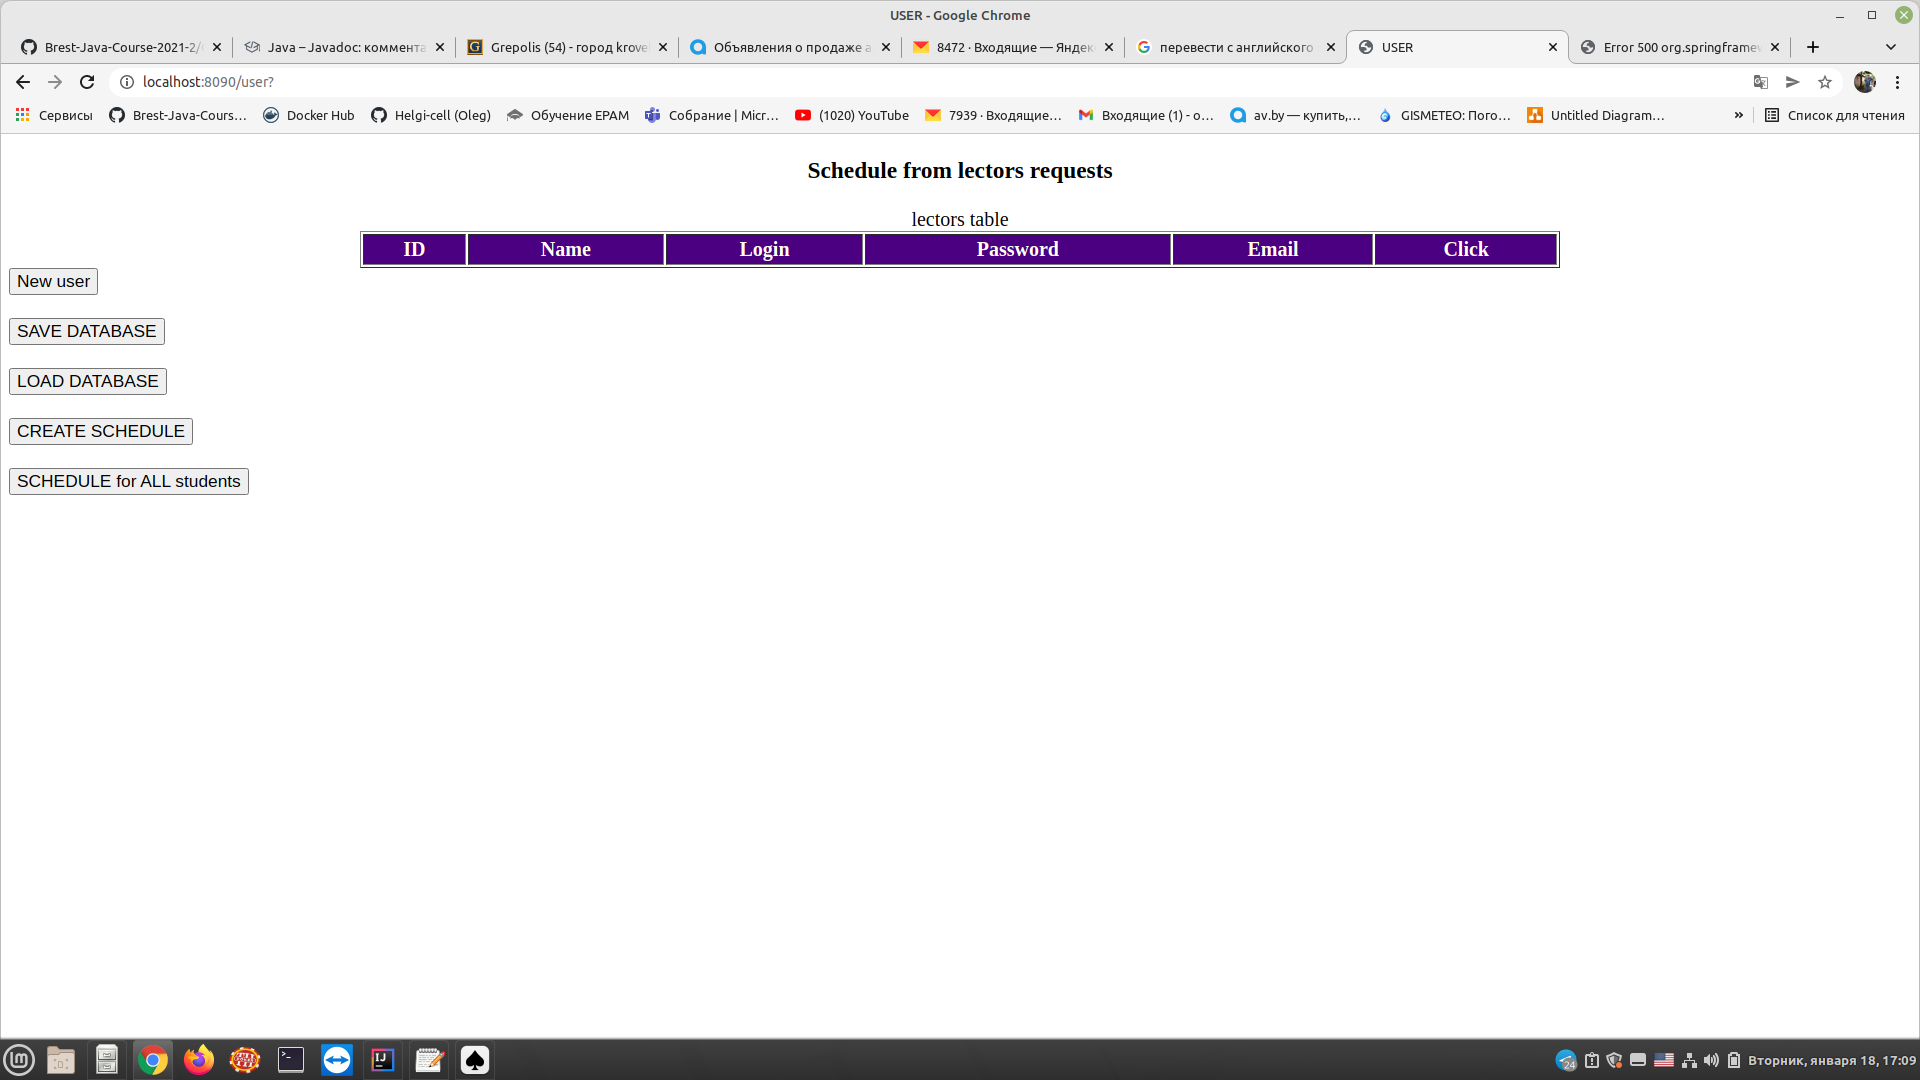 USER - Google Chrome
Brest-Java-Course-2021-2/
Java – Javadoc: коммента
Grepolis (54) - город krove
Объявления о продаже а
8472 · Входящие — Яндек
перевести с английского
USER
Error 500 org.springframew
localhost:8090/user?
Сервисы
Brest-Java-Cours…
Docker Hub
Helgi-cell (Oleg)
Обучение EPAM
Собрание | Micr…
(1020) YouTube
7939 · Входящие…
Входящие (1) - о…
av.by — купить,…
GISMETEO: Пого…
Untitled Diagram…
»
Список для чтения
Schedule from lectors requests
lectors table
ID Name Login Password Email Click
New user
SAVE DATABASE
LOAD DATABASE
CREATE SCHEDULE
SCHEDULE for ALL students
24
Вторник, января 18, 17:09